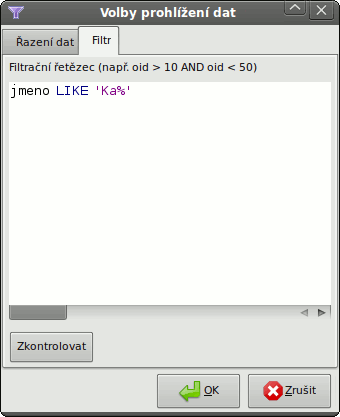 Volby prohlížení dat
Řazení dat
Filtr
Filtrační řetězec (např. oid > 10 AND oid < 50)
jmeno LIKE 'Ka%'
Zkontrolovat
OK
Zrušit